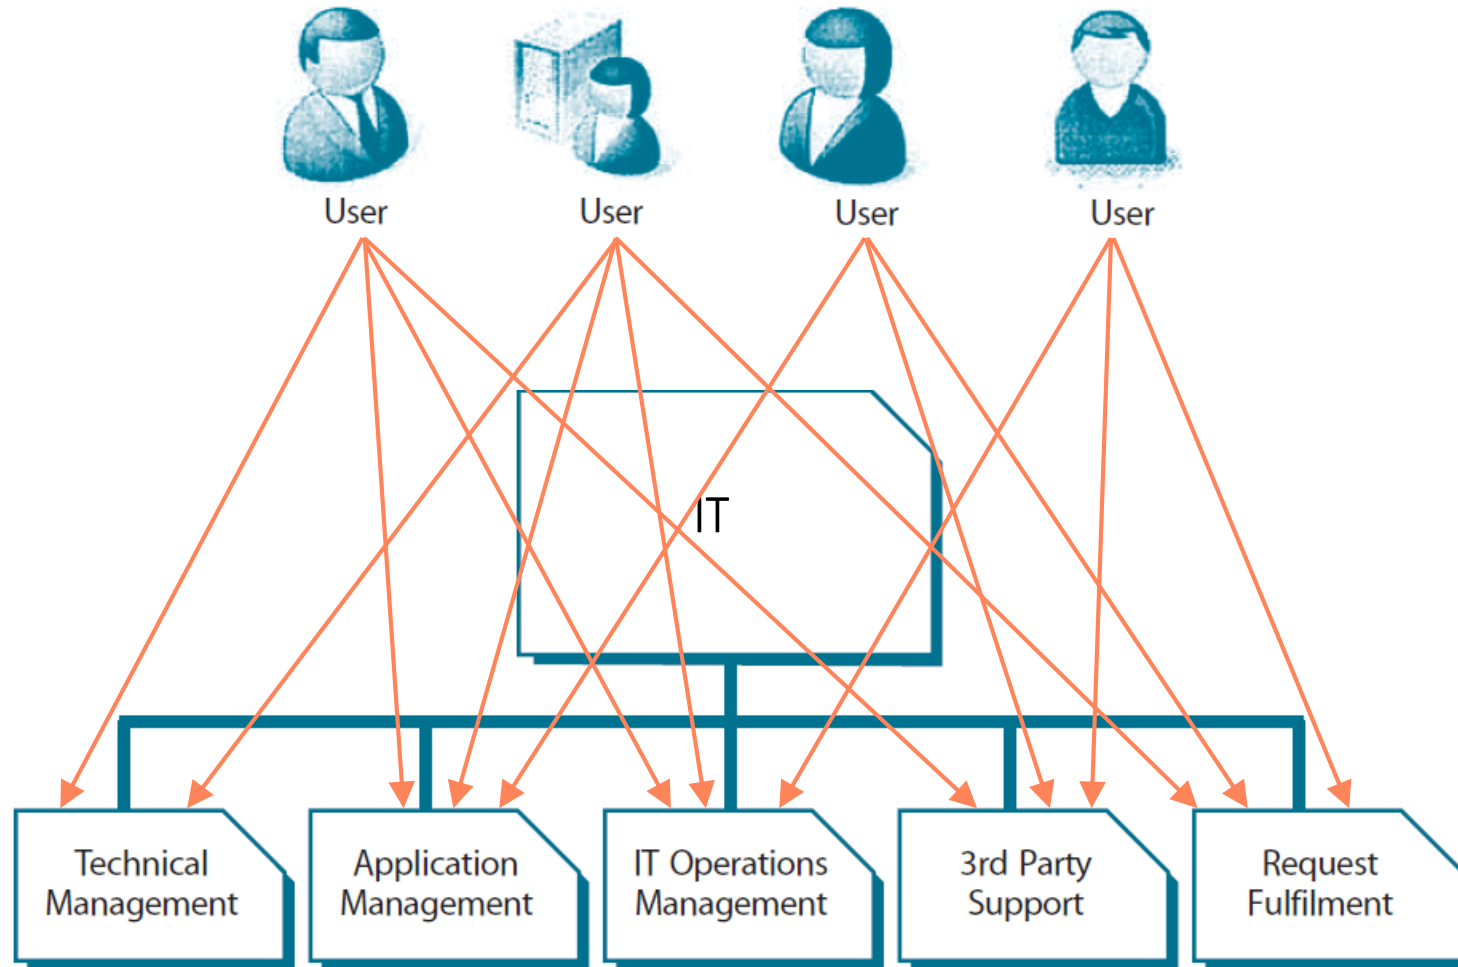 User
User
User
User
IT
Technical
Management
Application
Management
IT Operations
Management
3rd Party
Support
Request
Fulfilment